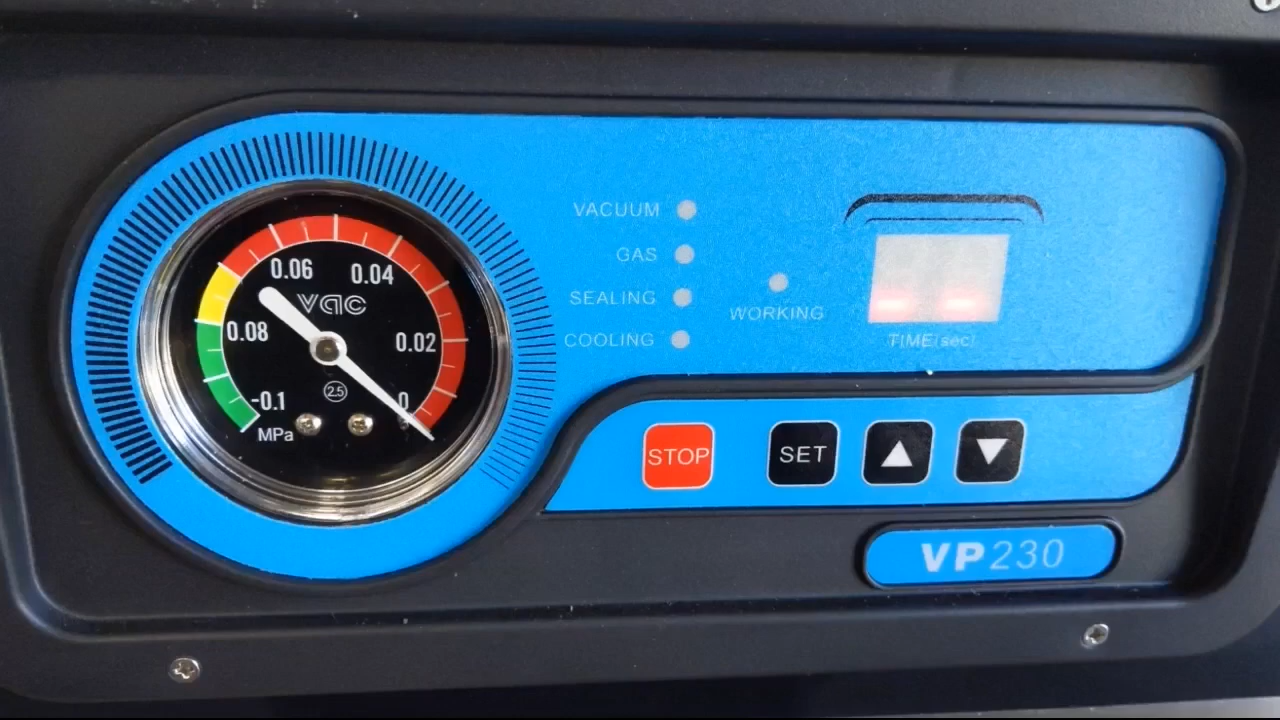 0.06
0.04
vac
0.08
0.02
2.5
-0.1
0
MPa
VACUUM
GAS
SEALING
COOLING
WORKING
--
TIME(sec)
STOP
SET
VP230